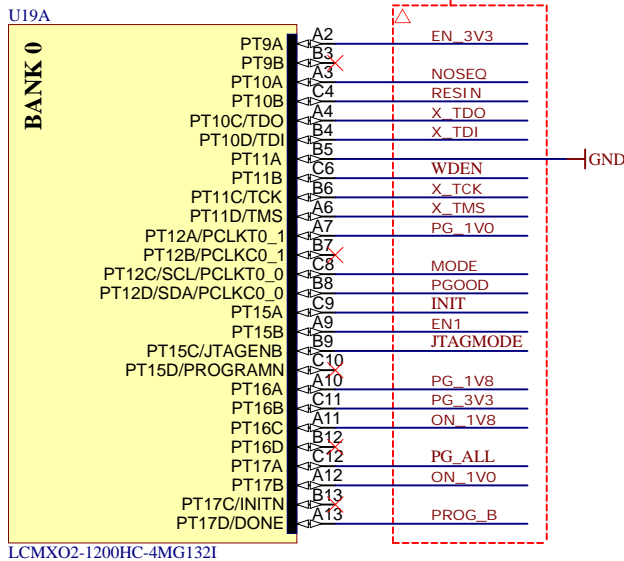 U19A
BANK 0
PT9A A2 EN_3V3
PT9B B3
PT10A A3 NOSEQ
PT10B C4 RESIN
PT10C/TDO A4 X_TDO
PT10D/TDI B4 X_TDI
PT11A B5 GND
PT11B C6 WDEN
PT11C/TCK B6 X_TCK
PT11D/TMS A6 X_TMS
PT12A/PCLKT0_1 A7 PG_1V0
PT12B/PCLKC0_1 B7
PT12C/SCL/PCLKT0_0 C8 MODE
PT12D/SDA/PCLKC0_0 B8 PGOOD
PT15A C9 INIT
PT15B A9 EN1
PT15C/JTAGENB B9 JTAGMODE
PT15D/PROGRAMN C10
PT16A A10 PG_1V8
PT16B C11 PG_3V3
PT16C A11 ON_1V8
PT16D B12
PT17A C12 PG_ALL
PT17B A12 ON_1V0
PT17C/INITN B13
PT17D/DONE A13 PROG_B
LCMXO2-1200HC-4MG132I